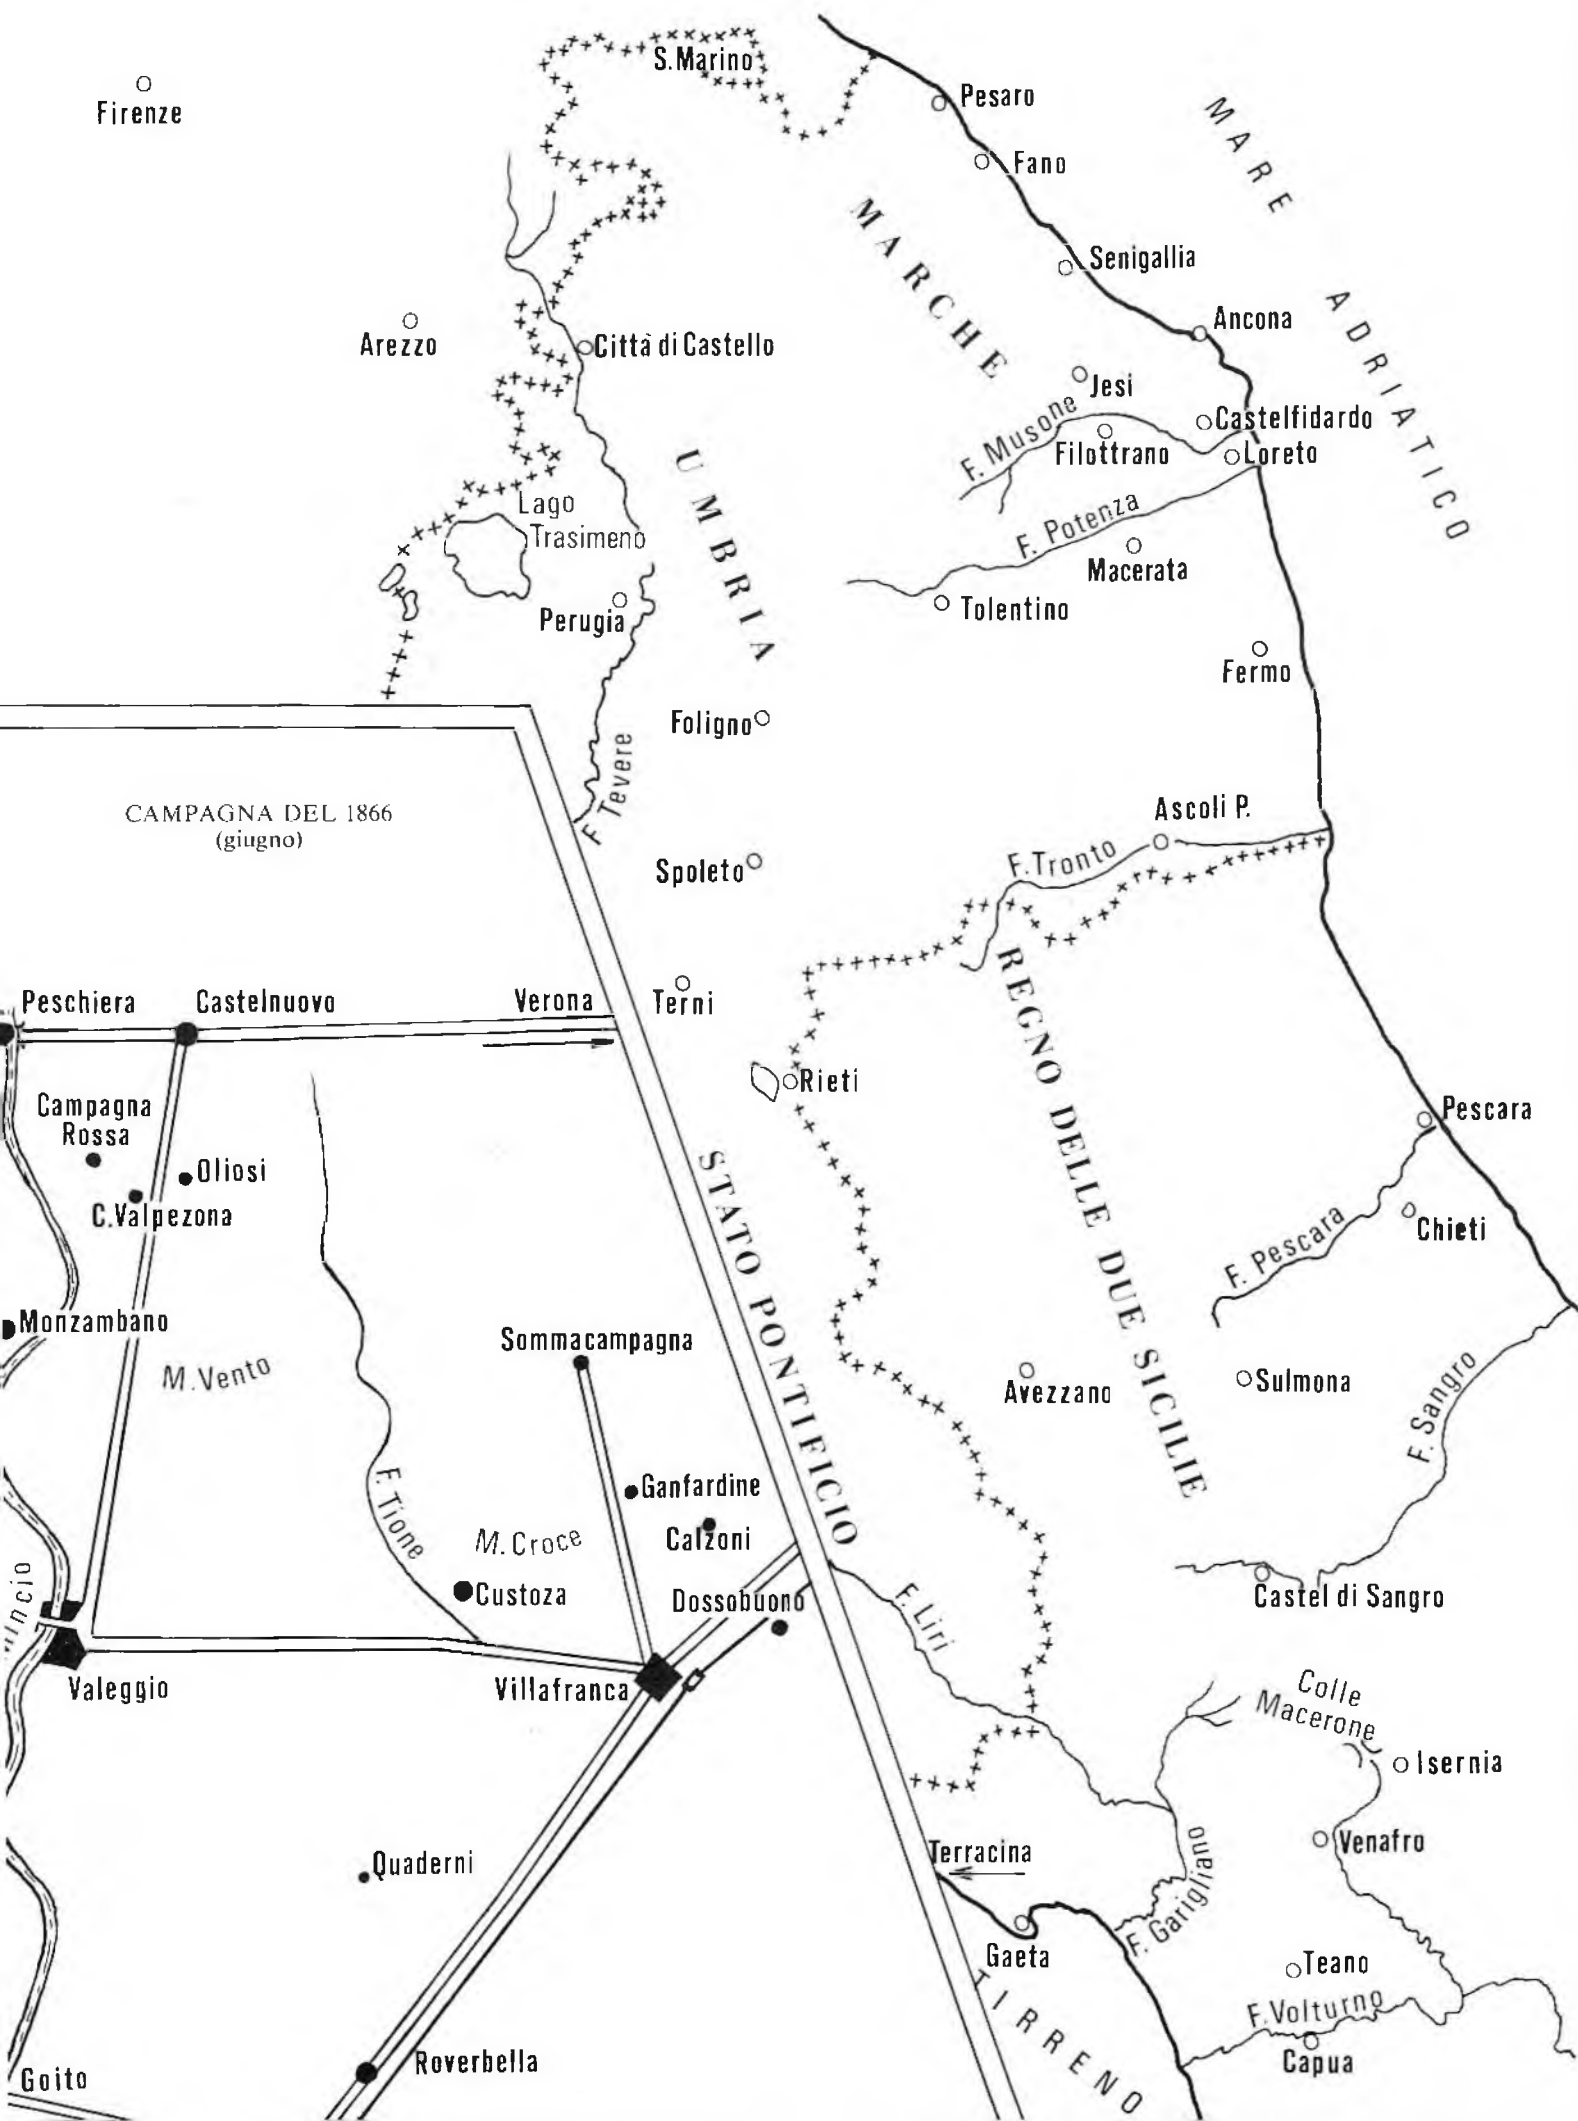 S. Marino
Firenze
Pesaro
Fano
MARE ADRIATICO
MARCHE
Senigallia
Ancona
Arezzo
Città di Castello
Jesi
Castelfidardo
F. Musone
Filottrano
Loreto
UMBRIA
Lago
Trasimeno
F. Potenza
Macerata
Perugia
Tolentino
Fermo
Foligno
F. Tevere
CAMPAGNA DEL 1866
(giugno)
Ascoli P.
F. Tronto
Spoleto
REGNO DELLE DUE SICILIE
Peschiera
Castelnuovo
Verona
Terni
Rieti
Campagna
Rossa
Pescara
Oliosi
C. Valpezona
STATO PONTIFICIO
F. Pescara
Chieti
Monzambano
Sommacampagna
M. Vento
Avezzano
Sulmona
F. Sangro
Ganfardine
F. Tione
M. Croce
Calzoni
Custoza
Dossobuono
F. Liri
Castel di Sangro
Valeggio
Villafranca
Colle
Macerone
Isernia
Venafro
Terracina
Quaderni
F. Garigliano
Gaeta
Teano
TIRRENO
F. Volturno
Capua
Roverbella
Goito